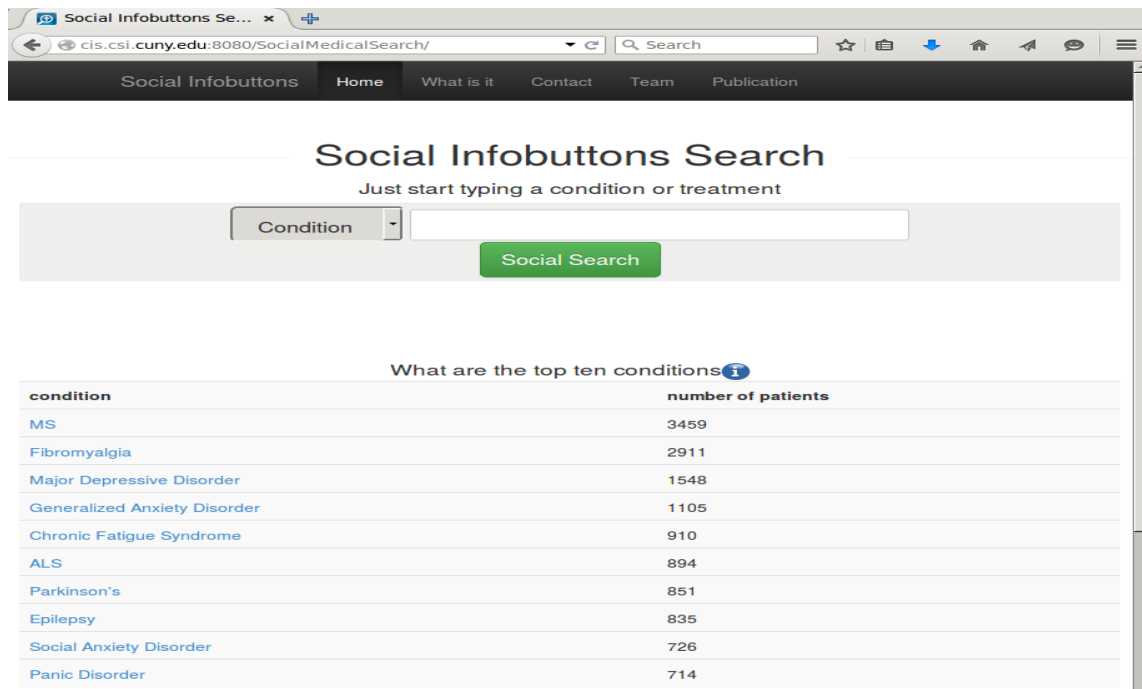 Social Infobuttons Se...
cis.csi.cuny.edu:8080/SocialMedicalSearch/ Search
Social Infobuttons Home What is it Contact Team Publication
Social Infobuttons Search
Just start typing a condition or treatment
Condition
Social Search
What are the top ten conditions
condition number of patients
MS 3459
Fibromyalgia 2911
Major Depressive Disorder 1548
Generalized Anxiety Disorder 1105
Chronic Fatigue Syndrome 910
ALS 894
Parkinson's 851
Epilepsy 835
Social Anxiety Disorder 726
Panic Disorder 714